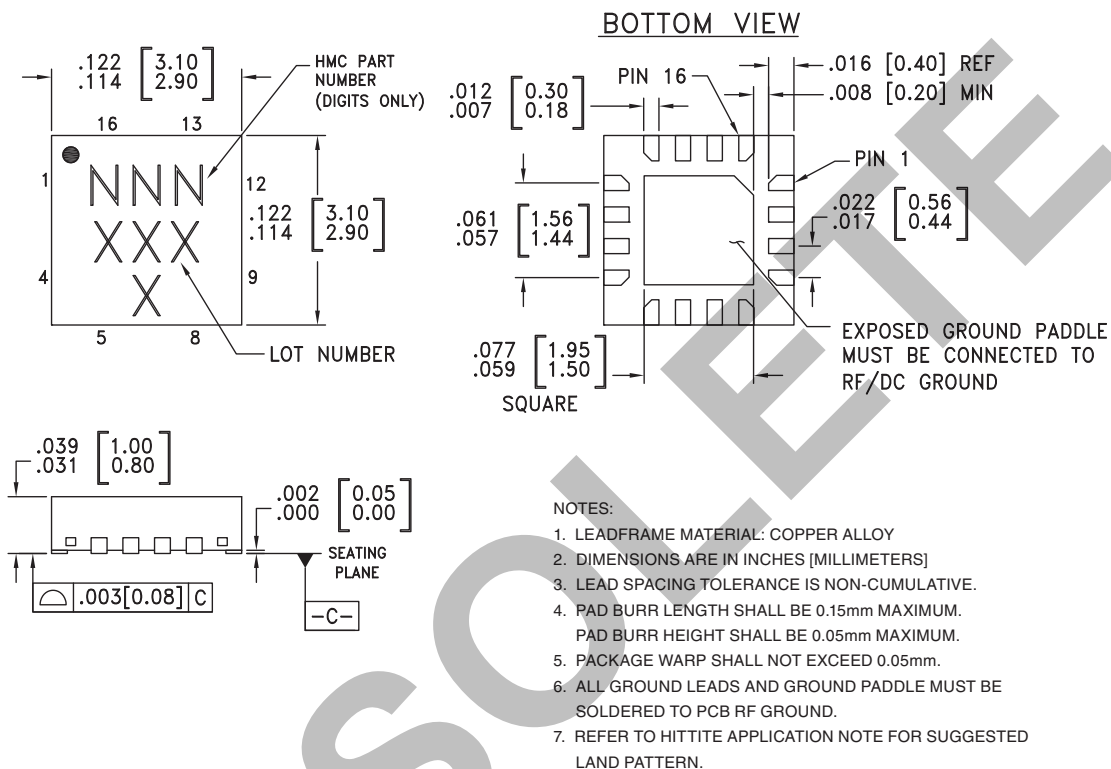 BOTTOM VIEW
.122 [3.10]
.114 [2.90]
HMC PART
NUMBER
(DIGITS ONLY)
16 13
1
12
4
9
5 8
NNN
XXX
X
.122 [3.10]
.114 [2.90]
LOT NUMBER
.012 [0.30]
.007 [0.18]
PIN 16
.016 [0.40] REF
.008 [0.20] MIN
PIN 1
.061 [1.56]
.057 [1.44]
.022 [0.56]
.017 [0.44]
.077 [1.95]
.059 [1.50]
SQUARE
EXPOSED GROUND PADDLE
MUST BE CONNECTED TO
RF/DC GROUND
.039 [1.00]
.031 [0.80]
.002 [0.05]
.000 [0.00]
SEATING
PLANE
.003[0.08] C
-C-
NOTES:
1. LEADFRAME MATERIAL: COPPER ALLOY
2. DIMENSIONS ARE IN INCHES [MILLIMETERS]
3. LEAD SPACING TOLERANCE IS NON-CUMULATIVE.
4. PAD BURR LENGTH SHALL BE 0.15mm MAXIMUM.
PAD BURR HEIGHT SHALL BE 0.05mm MAXIMUM.
5. PACKAGE WARP SHALL NOT EXCEED 0.05mm.
6. ALL GROUND LEADS AND GROUND PADDLE MUST BE
SOLDERED TO PCB RF GROUND.
7. REFER TO HITTITE APPLICATION NOTE FOR SUGGESTED
LAND PATTERN.
SOLETE